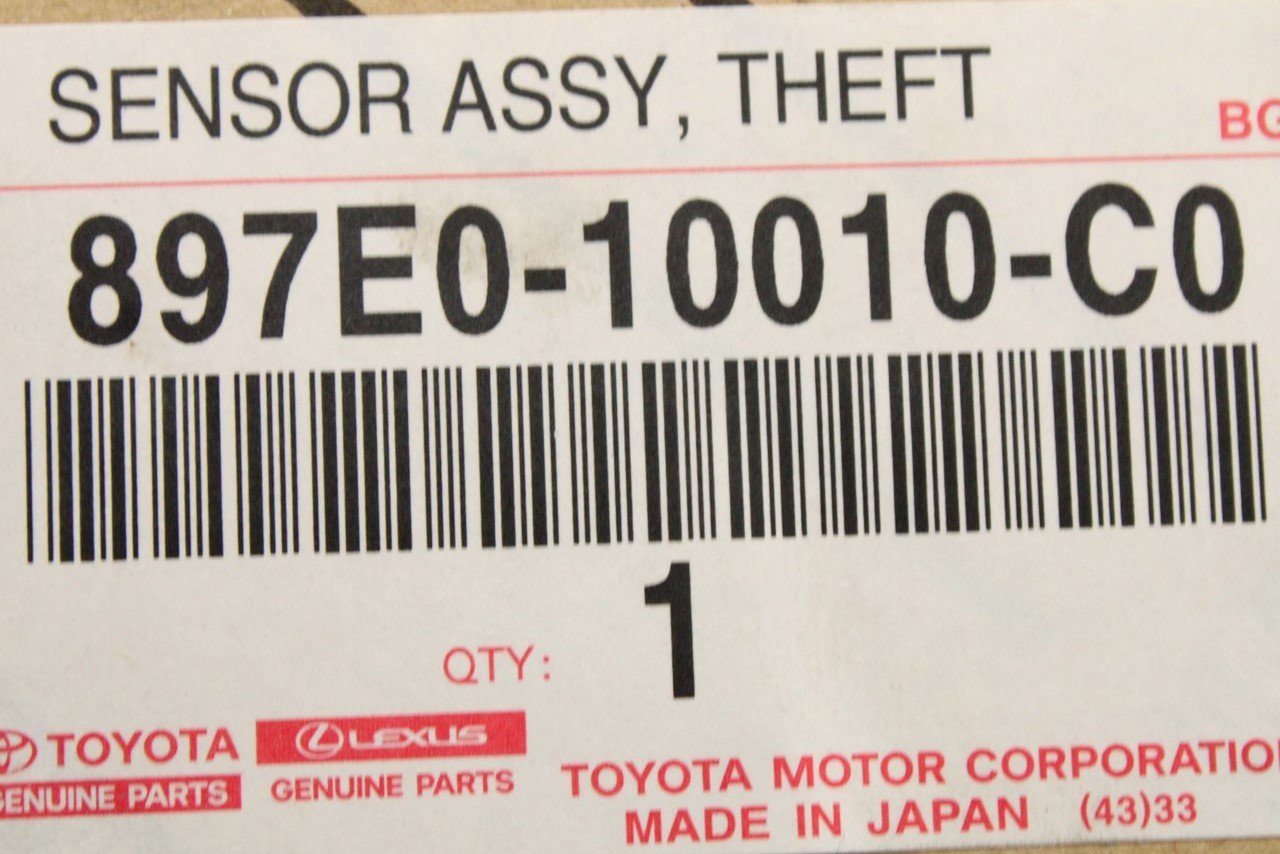 SENSOR ASSY, THEFT
BG
897E0-10010-C0
QTY: 1
TOYOTA
GENUINE PARTS
LEXUS
GENUINE PARTS
TOYOTA MOTOR CORPORATIO
MADE IN JAPAN (43)33